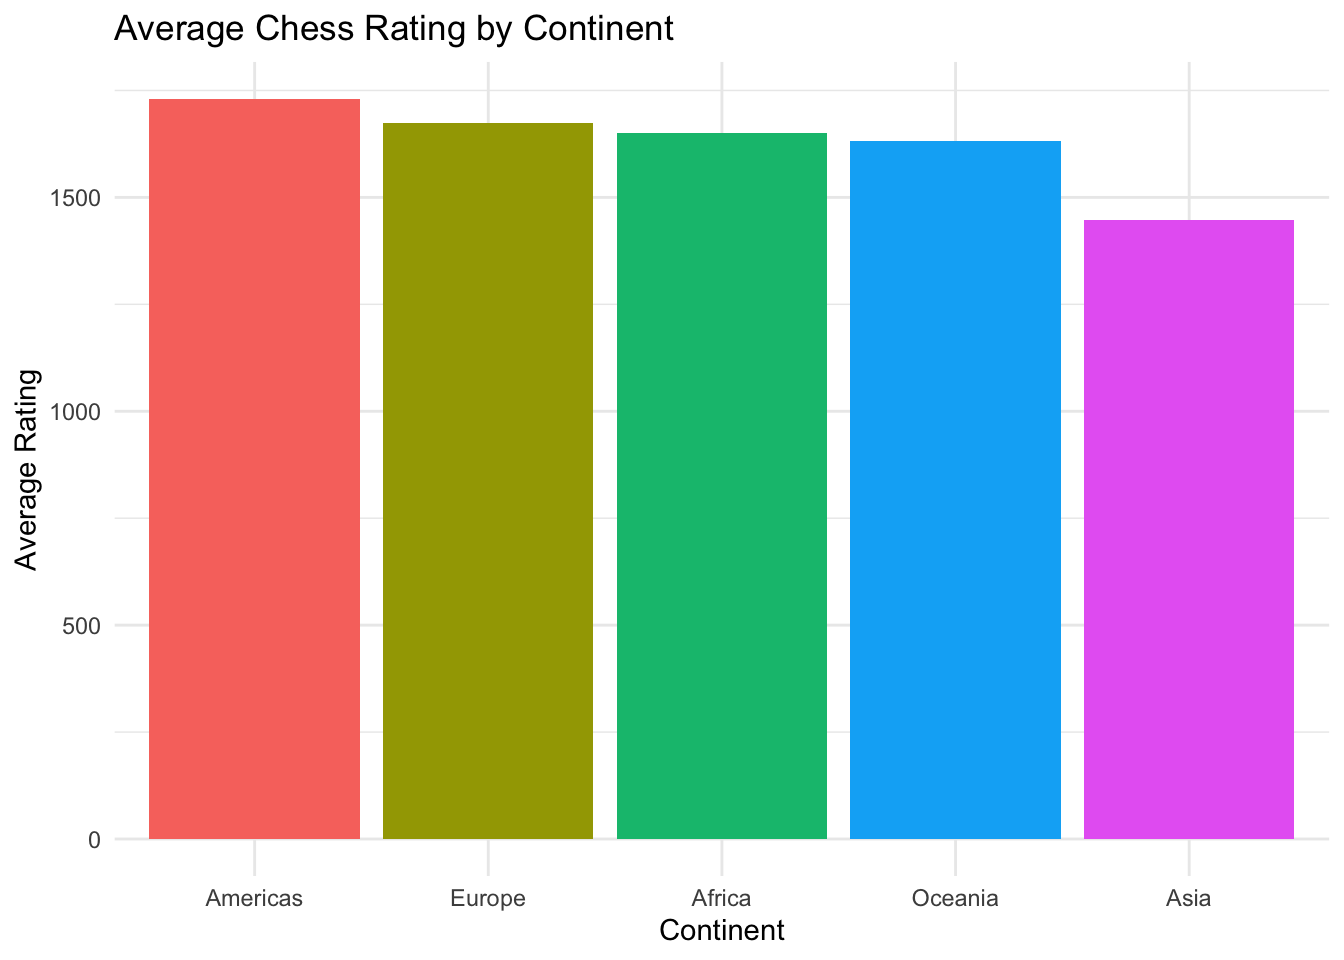 Average Chess Rating by Continent
Average Rating
1500
1000
500
0
Americas Europe Africa Oceania Asia
Continent